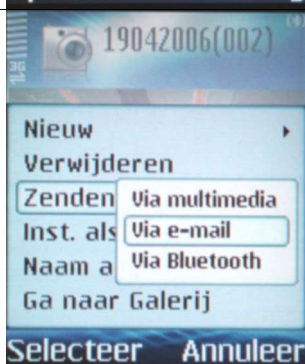 19042006(002)
3G
Nieuw
Verwijderen
Zenden
Via multimedia
Inst. als
Via e-mail
Naam a
Via Bluetooth
Ga naar Galerij
Selecteer Annuleer